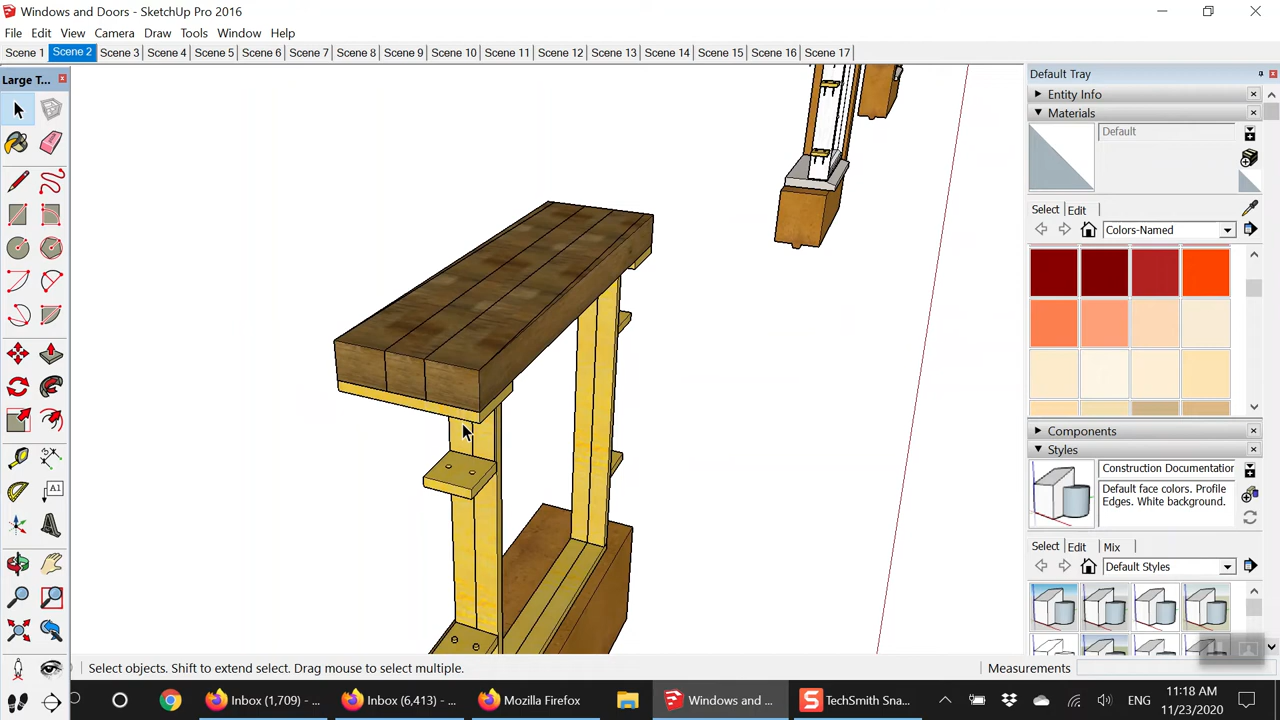 Windows and Doors - SketchUp Pro 2016
File Edit View Camera Draw Tools Window Help
Scene 1 Scene 2 Scene 3 Scene 4 Scene 5 Scene 6 Scene 7 Scene 8 Scene 9 Scene 10 Scene 11 Scene 12 Scene 13 Scene 14 Scene 15 Scene 16 Scene 17
Large T...
Default Tray
Entity Info
Materials
Default
Select Edit
Colors-Named
Components
Styles
Construction Documentation
Default face colors. Profile
Edges. White background.
Select Edit Mix
Default Styles
A1
Select objects. Shift to extend select. Drag mouse to select multiple.
Measurements
Inbox (1,709) - ...
Inbox (6,413) - ...
Mozilla Firefox
Windows and ...
TechSmith Sna...
ENG
11:18 AM
11/23/2020